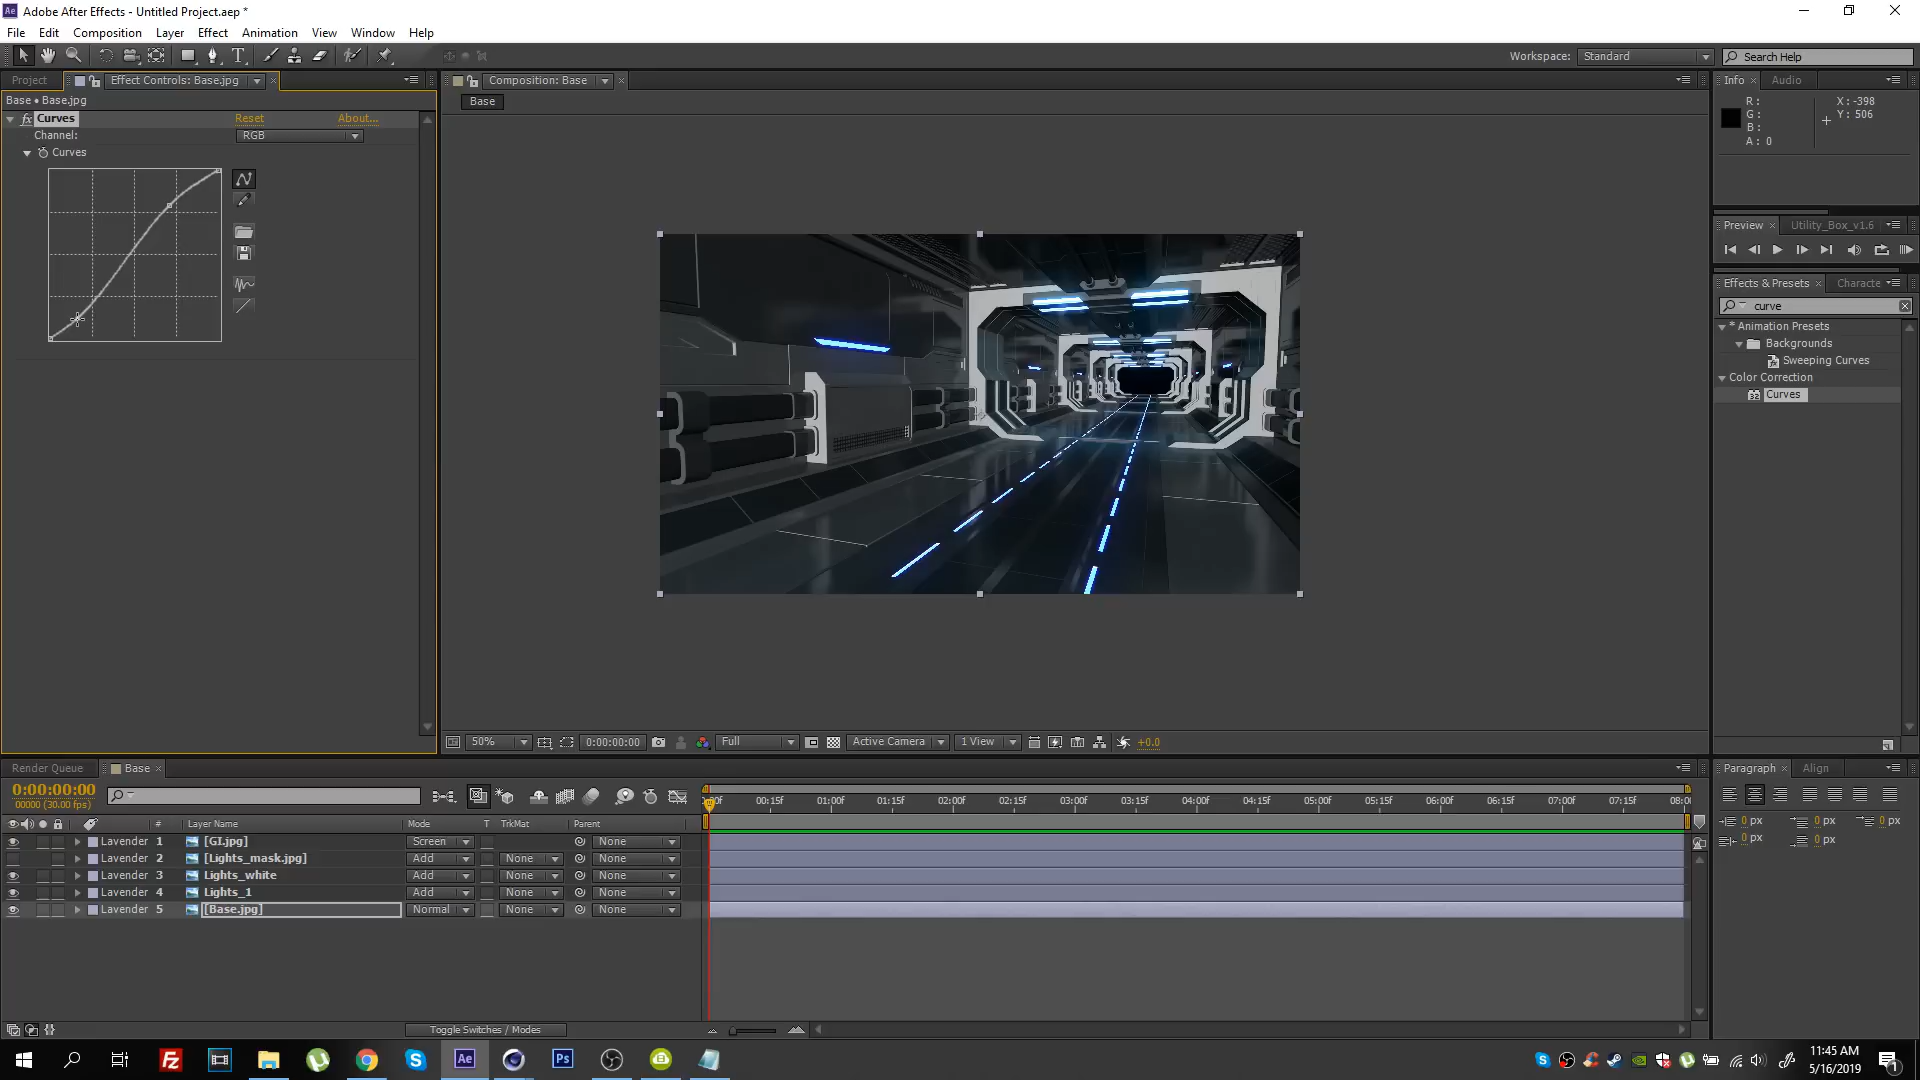 Ae Adobe After Effects - Untitled Project.aep *
File Edit Composition Layer Effect Animation View Window Help
Workspace: Standard Search Help
Project Effect Controls: Base.jpg Composition: Base Info Audio
Base • Base.jpg Base
R: X: -398
G: Y: 506
B:
A: 0
fx Curves Reset About...
Channel: RGB
Curves
Preview Utility_Box_v1.6
Effects & Presets Characte
curve
* Animation Presets
Backgrounds
Sweeping Curves
Color Correction
32 Curves
50% 0:00:00:00 Full Active Camera 1 View +0.0
Render Queue Base Paragraph Align
0:00:00:00
00000 (30.00 fps)
00f 00:15f 01:00f 01:15f 02:00f 02:15f 03:00f 03:15f 04:00f 04:15f 05:00f 05:15f 06:00f 06:15f 07:00f 07:15f 08:0
0 px 0 px 0 px
0 px 0 px
# Layer Name Mode T TrkMat Parent
Lavender 1 [GI.jpg] Screen None
Lavender 2 [Lights_mask.jpg] Add None None
Lavender 3 Lights_white Add None None
Lavender 4 Lights_1 Add None None
Lavender 5 [Base.jpg] Normal None None
Toggle Switches / Modes
Fz Ae Ps
11:45 AM
5/16/2019
1